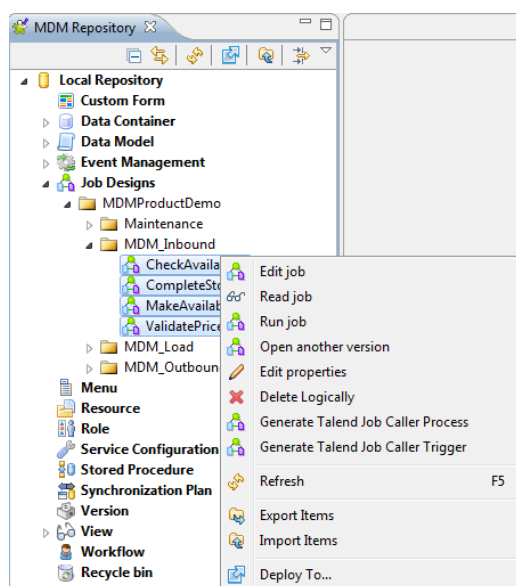 MDM Repository
Local Repository
Custom Form
Data Container
Data Model
Event Management
Job Designs
MDMProductDemo
Maintenance
MDM_Inbound
CheckAvaila
CompleteSto
MakeAvailab
ValidatePrice
MDM_Load
MDM_Outboun
Menu
Resource
Role
Service Configuration
Stored Procedure
Synchronization Plan
Version
View
Workflow
Recycle bin
Edit job
Read job
Run job
Open another version
Edit properties
Delete Logically
Generate Talend Job Caller Process
Generate Talend Job Caller Trigger
Refresh F5
Export Items
Import Items
Deploy To...